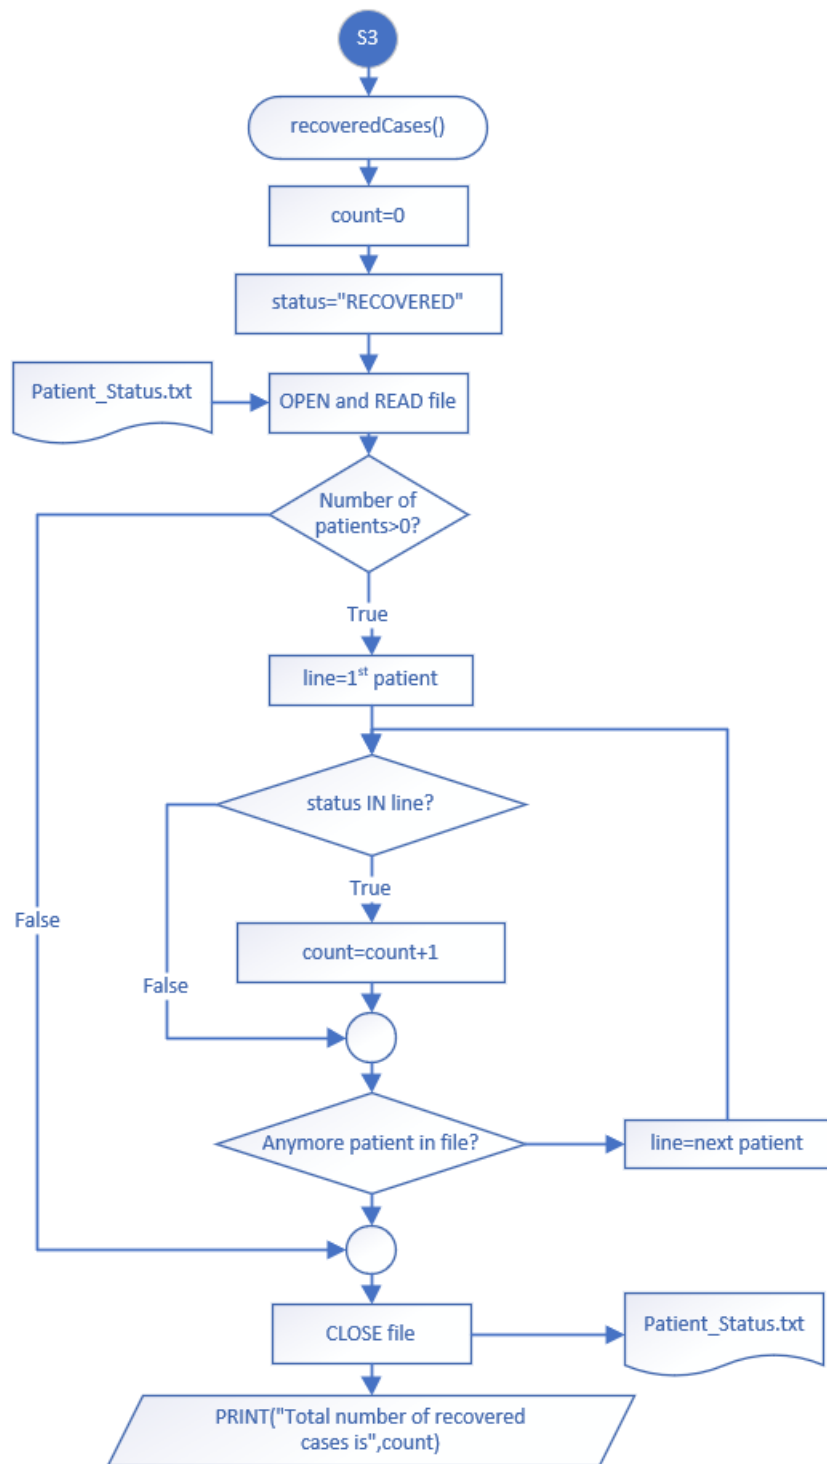 S3
recoveredCases()
count=0
status="RECOVERED"
Patient_Status.txt
OPEN and READ file
Number of
patients>0?
True
line=1st patient
status IN line?
True
False
count=count+1
False
Anymore patient in file?
line=next patient
CLOSE file
Patient_Status.txt
PRINT("Total number of recovered
cases is",count)